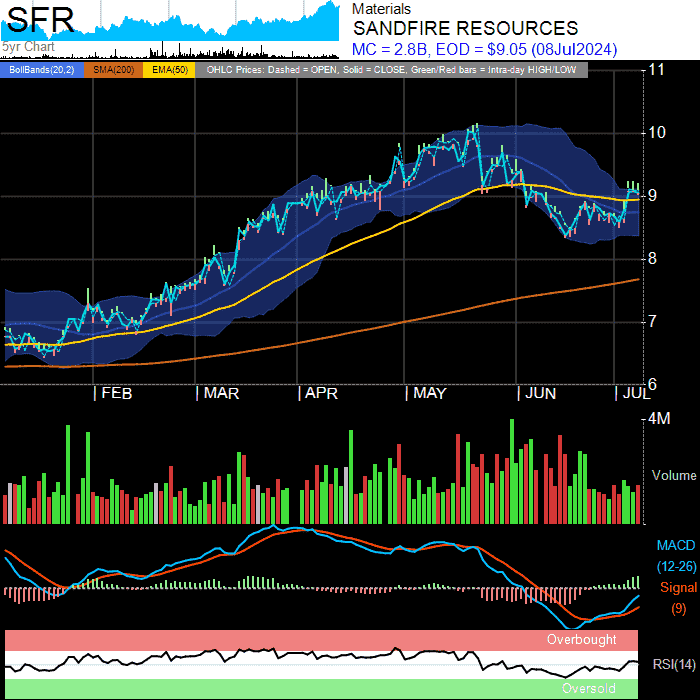 SFR
5yr Chart
Materials
SANDFIRE RESOURCES
MC = 2.8B, EOD = $9.05 (08Jul2024)
BollBands(20,2) SMA(200) EMA(50) OHLC Prices: Dashed = OPEN, Solid = CLOSE, Green/Red bars = Intra-day HIGH/LOW
11
10
9
8
7
6
| FEB | MAR | APR | MAY | JUN | JUL
4M
Volume
MACD
(12-26)
Signal
(9)
Overbought
RSI(14)
Oversold